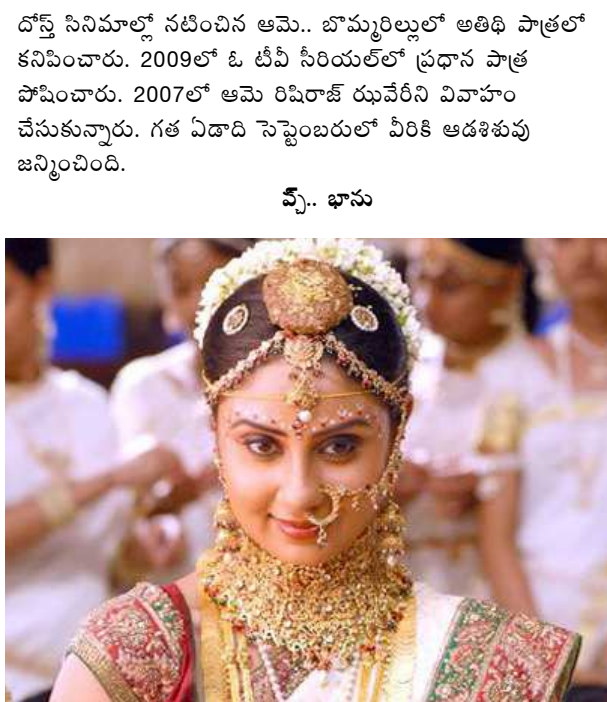 దోస్త్ సినిమాల్లో నటించిన ఆమె.. బొమ్మరిల్లులో అతిథి పాత్రలో
కనిపించారు. 2009లో ఓ టీవీ సీరియల్‌లో ప్రధాన పాత్ర
పోషించారు. 2007లో ఆమె రిషిరాజ్ ఝవేరీని వివాహం
చేసుకున్నారు. గత ఏడాది సెప్టెంబరులో వీరికి ఆడశిశువు
జన్మించింది.
వ్చ్.. భాను